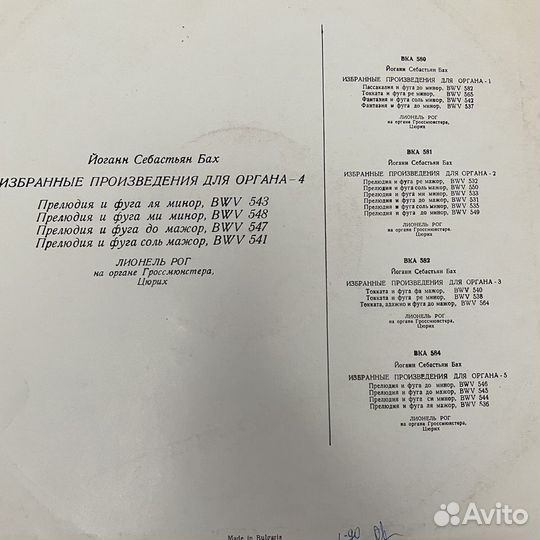 Йоганн Себастьян Бах
ИЗБРАННЫЕ ПРОИЗВЕДЕНИЯ ДЛЯ ОРГАНА - 4
Прелюдия и фуга ля минор, BWV 543
Прелюдия и фуга ми минор, BWV 548
Прелюдия и фуга до мажор, BWV 547
Прелюдия и фуга соль мажор, BWV 541
ЛИОНЕЛЬ РОГ
на органе Гроссмюнстера,
Цюрих
ВКА 580
Йоганн Себастьян Бах
ИЗБРАННЫЕ ПРОИЗВЕДЕНИЯ ДЛЯ ОРГАНА - 1
Пассакалия и фуга до минор, BWV 582
Токката и фуга ре минор, BWV 565
Фантазия и фуга соль минор, BWV 542
Фантазия и фуга до минор, BWV 537
ЛИОНЕЛЬ РОГ
на органе Гроссмюнстера,
Цюрих
ВКА 581
Йоганн Себастьян Бах
ИЗБРАННЫЕ ПРОИЗВЕДЕНИЯ ДЛЯ ОРГАНА - 2
Прелюдия и фуга ре мажор, BWV 532
Прелюдия и фуга соль мажор, BWV 550
Прелюдия и фуга ми минор, BWV 533
Прелюдия и фуга до мажор, BWV 531
Прелюдия и фуга соль минор, BWV 535
Прелюдия и фуга до минор, BWV 549
ЛИОНЕЛЬ РОГ
на органе Гроссмюнстера,
Цюрих
ВКА 582
Йоганн Себастьян Бах
ИЗБРАННЫЕ ПРОИЗВЕДЕНИЯ ДЛЯ ОРГАНА - 3
Токката и фуга фа мажор, BWV 540
Токката и фуга ре минор, BWV 538
Токката, адажио и фуга до мажор, BWV 564
ЛИОНЕЛЬ РОГ
на органе Гроссмюнстера,
Цюрих
ВКА 584
Йоганн Себастьян Бах
ИЗБРАННЫЕ ПРОИЗВЕДЕНИЯ ДЛЯ ОРГАНА - 5
Прелюдия и фуга до минор, BWV 546
Прелюдия и фуга до мажор, BWV 545
Прелюдия и фуга си минор, BWV 544
Прелюдия и фуга ля мажор, BWV 536
ЛИОНЕЛЬ РОГ
на органе Гроссмюнстера,
Цюрих
Made in Bulgaria
1-90
Avito